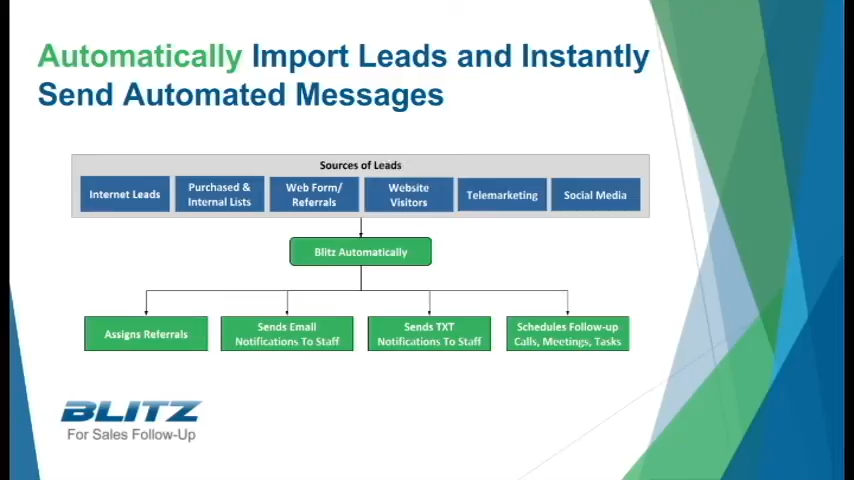 Automatically Import Leads and Instantly
Send Automated Messages
Sources of Leads
Internet Leads
Purchased &
Internal Lists
Web Form/
Referrals
Website
Visitors
Telemarketing
Social Media
Blitz Automatically
Assigns Referrals
Sends Email
Notifications To Staff
Sends TXT
Notifications To Staff
Schedules Follow-up
Calls, Meetings, Tasks
BLITZ
For Sales Follow-Up